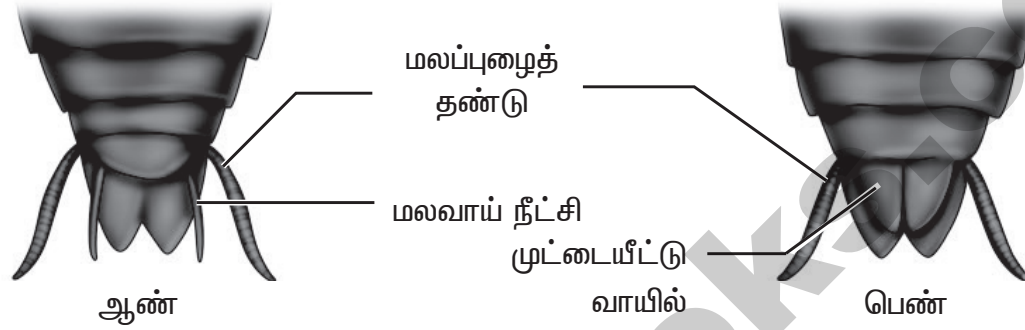 மலப்புழைத்
தண்டு
மலவாய் நீட்சி
முட்டையீட்டு
வாயில்
ஆண்
பெண்